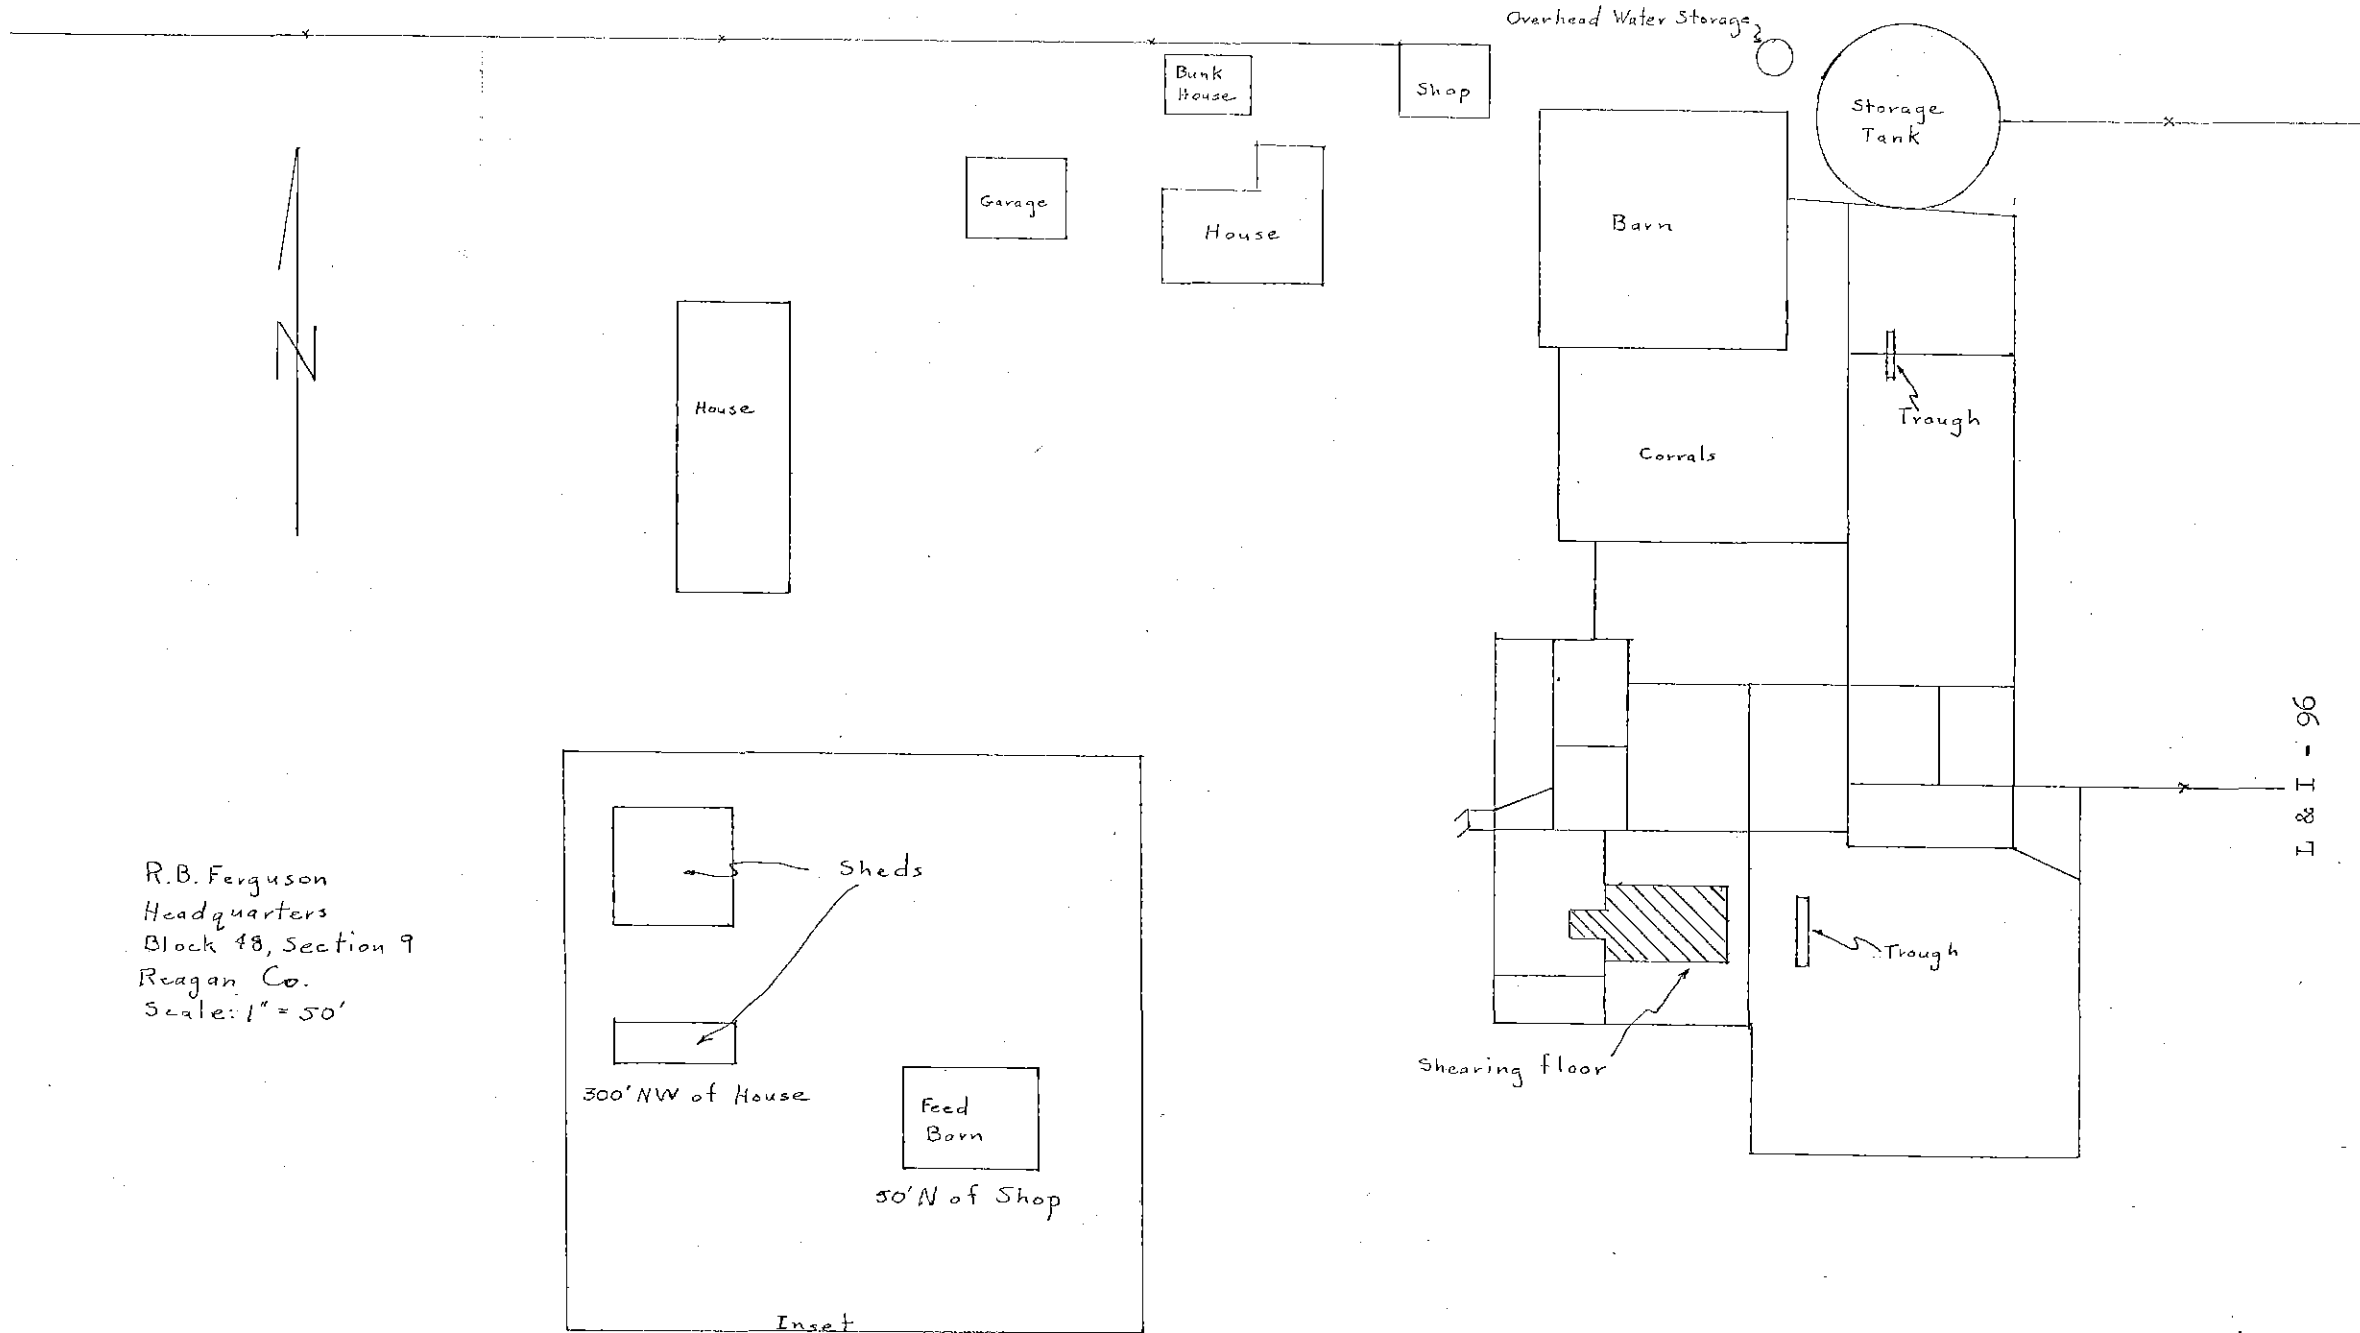 Overhead Water Storage
Bunk
House
Shop
Storage
Tank
Garage
House
Barn
N
House
Trough
Corrals
L & I - 96
Sheds
R.B. Ferguson
Headquarters
Block 48, Section 9
Reagan Co.
Scale: 1" = 50'
Trough
Shearing floor
300' NW of House
Feed
Barn
50' N of Shop
Inset